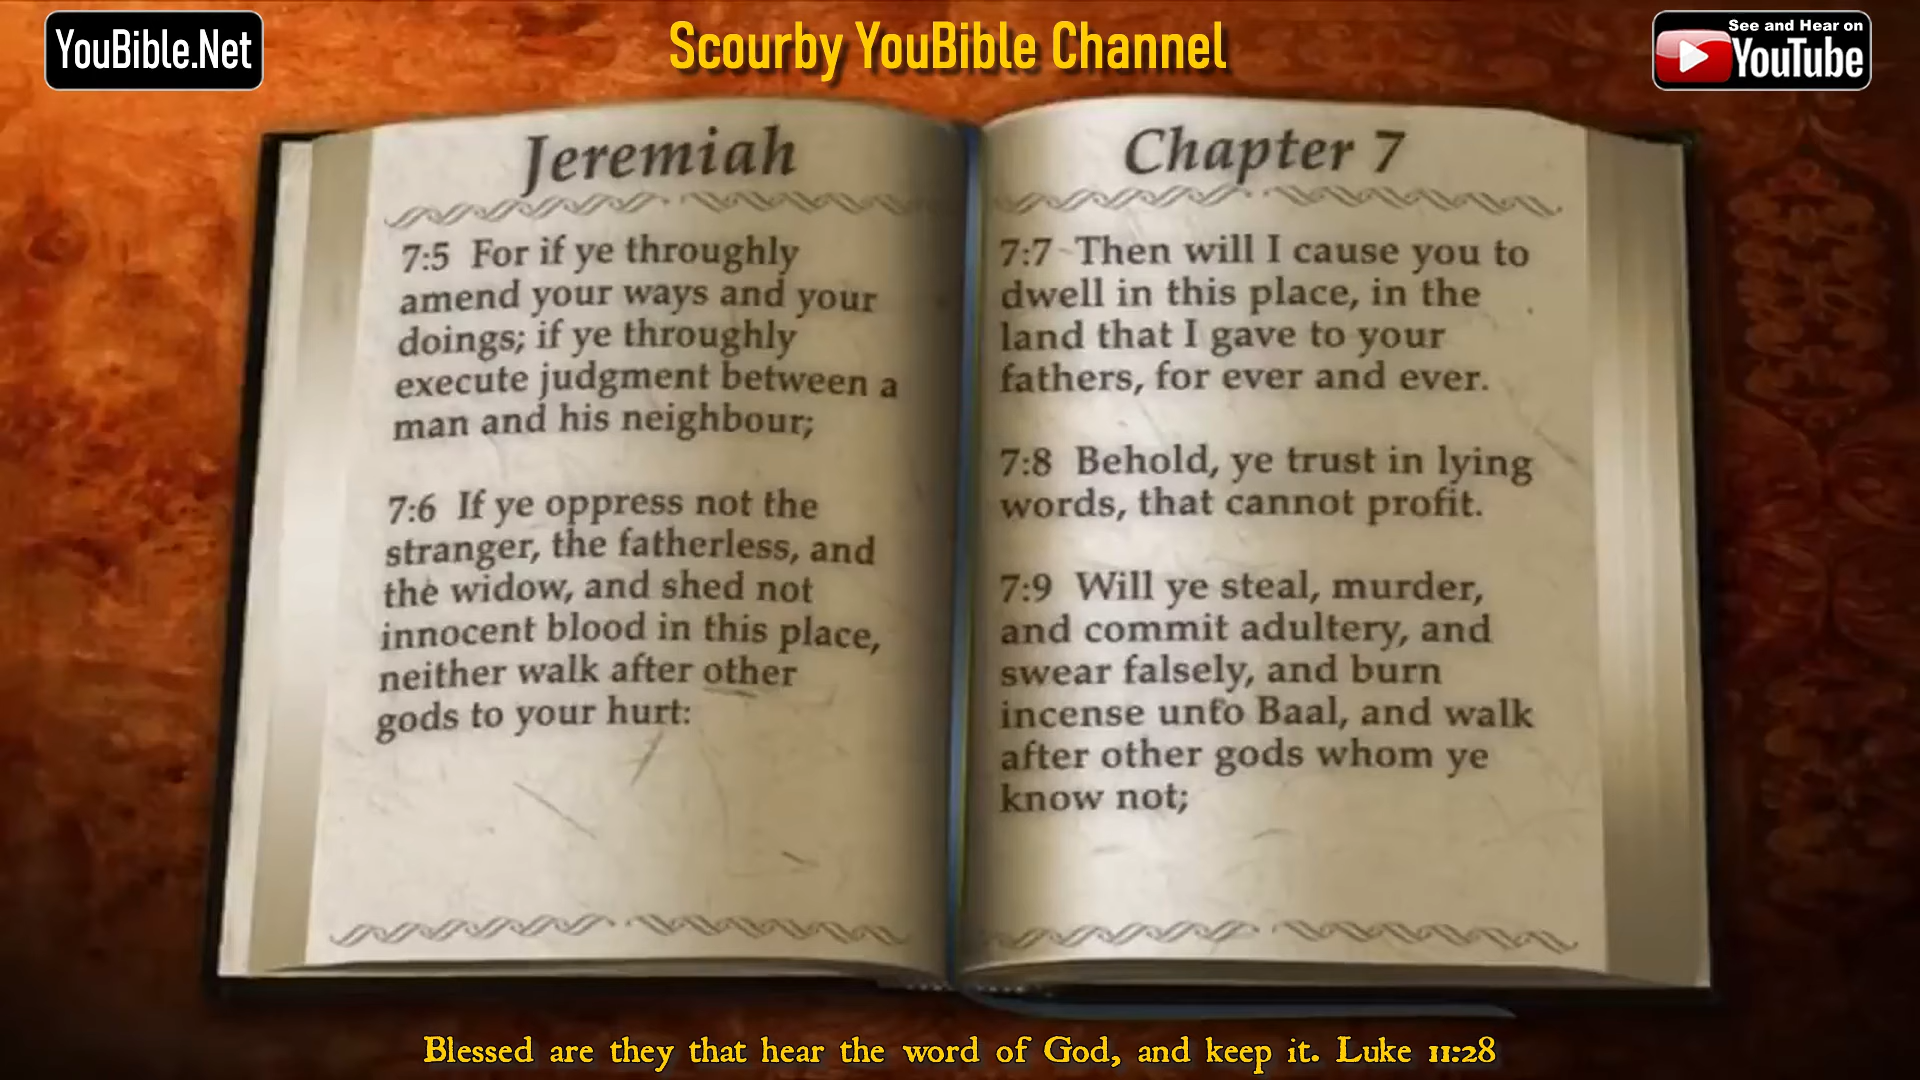 YouBible.Net
Scourby YouBible Channel
See and Hear on
YouTube
Jeremiah
7:5 For if ye throughly
amend your ways and your
doings; if ye throughly
execute judgment between a
man and his neighbour;
7:6 If ye oppress not the
stranger, the fatherless, and
the widow, and shed not
innocent blood in this place,
neither walk after other
gods to your hurt:
Chapter 7
7:7 Then will I cause you to
dwell in this place, in the
land that I gave to your
fathers, for ever and ever.
7:8 Behold, ye trust in lying
words, that cannot profit.
7:9 Will ye steal, murder,
and commit adultery, and
swear falsely, and burn
incense unto Baal, and walk
after other gods whom ye
know not;
Blessed are they that hear the word of God, and keep it. Luke 11:28